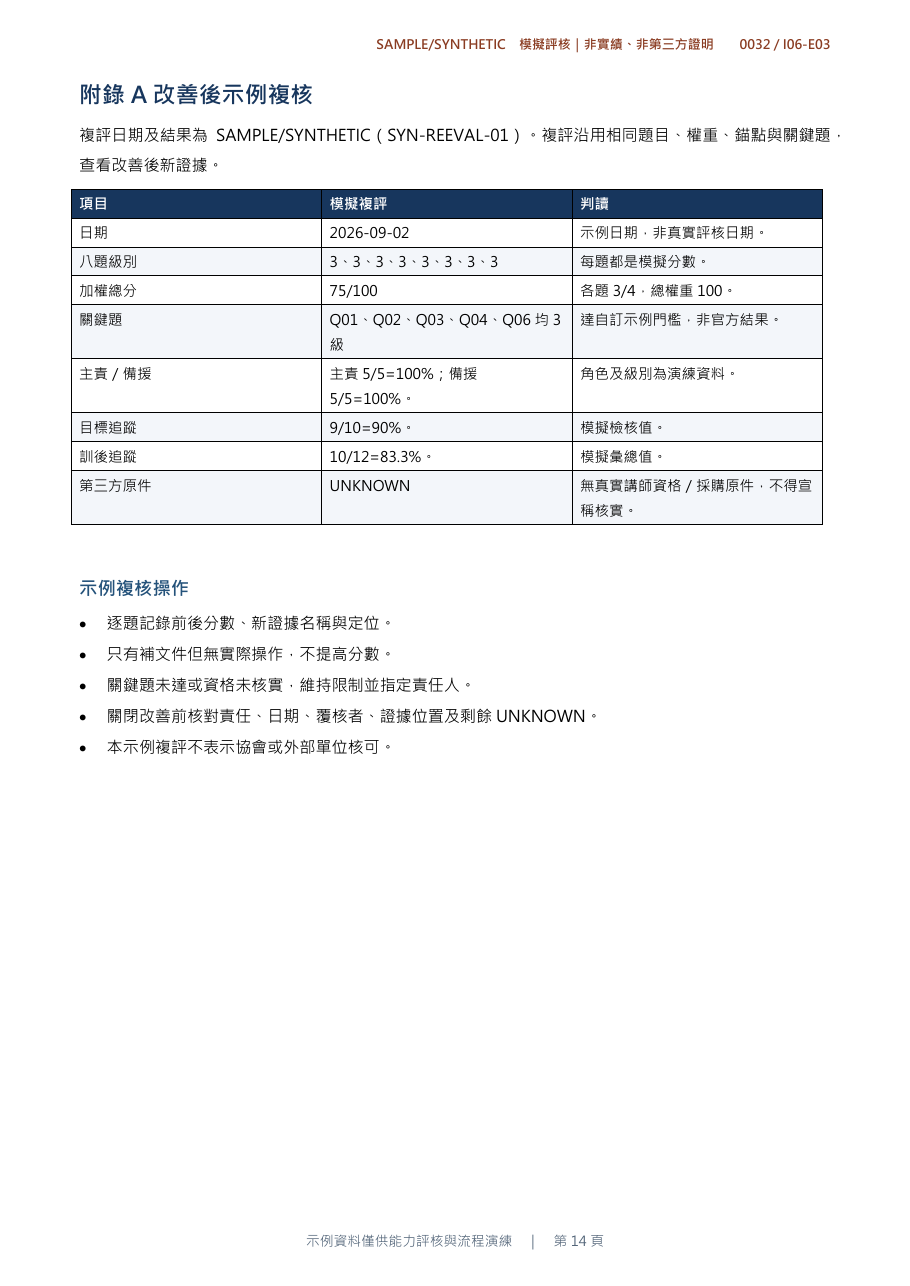 SAMPLE/SYNTHETIC 模擬評核｜非實績、非第三方證明 0032 / I06-E03
附錄 A 改善後示例複核
複評日期及結果為 SAMPLE/SYNTHETIC（SYN-REEVAL-01）。複評沿用相同題目、權重、錨點與關鍵題，
查看改善後新證據。
項目 模擬複評 判讀
日期 2026-09-02 示例日期，非真實評核日期。
八題級別 3、3、3、3、3、3、3、3 每題都是模擬分數。
加權總分 75/100 各題 3/4，總權重 100。
關鍵題 Q01、Q02、Q03、Q04、Q06 均 3 達自訂示例門檻，非官方結果。
級
主責 / 備援 主責 5/5=100%；備援 角色及級別為演練資料。
5/5=100%。
目標追蹤 9/10=90%。 模擬檢核值。
訓後追蹤 10/12=83.3%。 模擬彙總值。
第三方原件 UNKNOWN 無真實講師資格 / 採購原件，不得宣
稱核實。
示例複核操作
• 逐題記錄前後分數、新證據名稱與定位。
• 只有補文件但無實際操作，不提高分數。
• 關鍵題未達或資格未核實，維持限制並指定責任人。
• 關閉改善前核對責任、日期、覆核者、證據位置及剩餘 UNKNOWN。
• 本示例複評不表示協會或外部單位核可。
示例資料僅供能力評核與流程演練 ｜ 第 14 頁